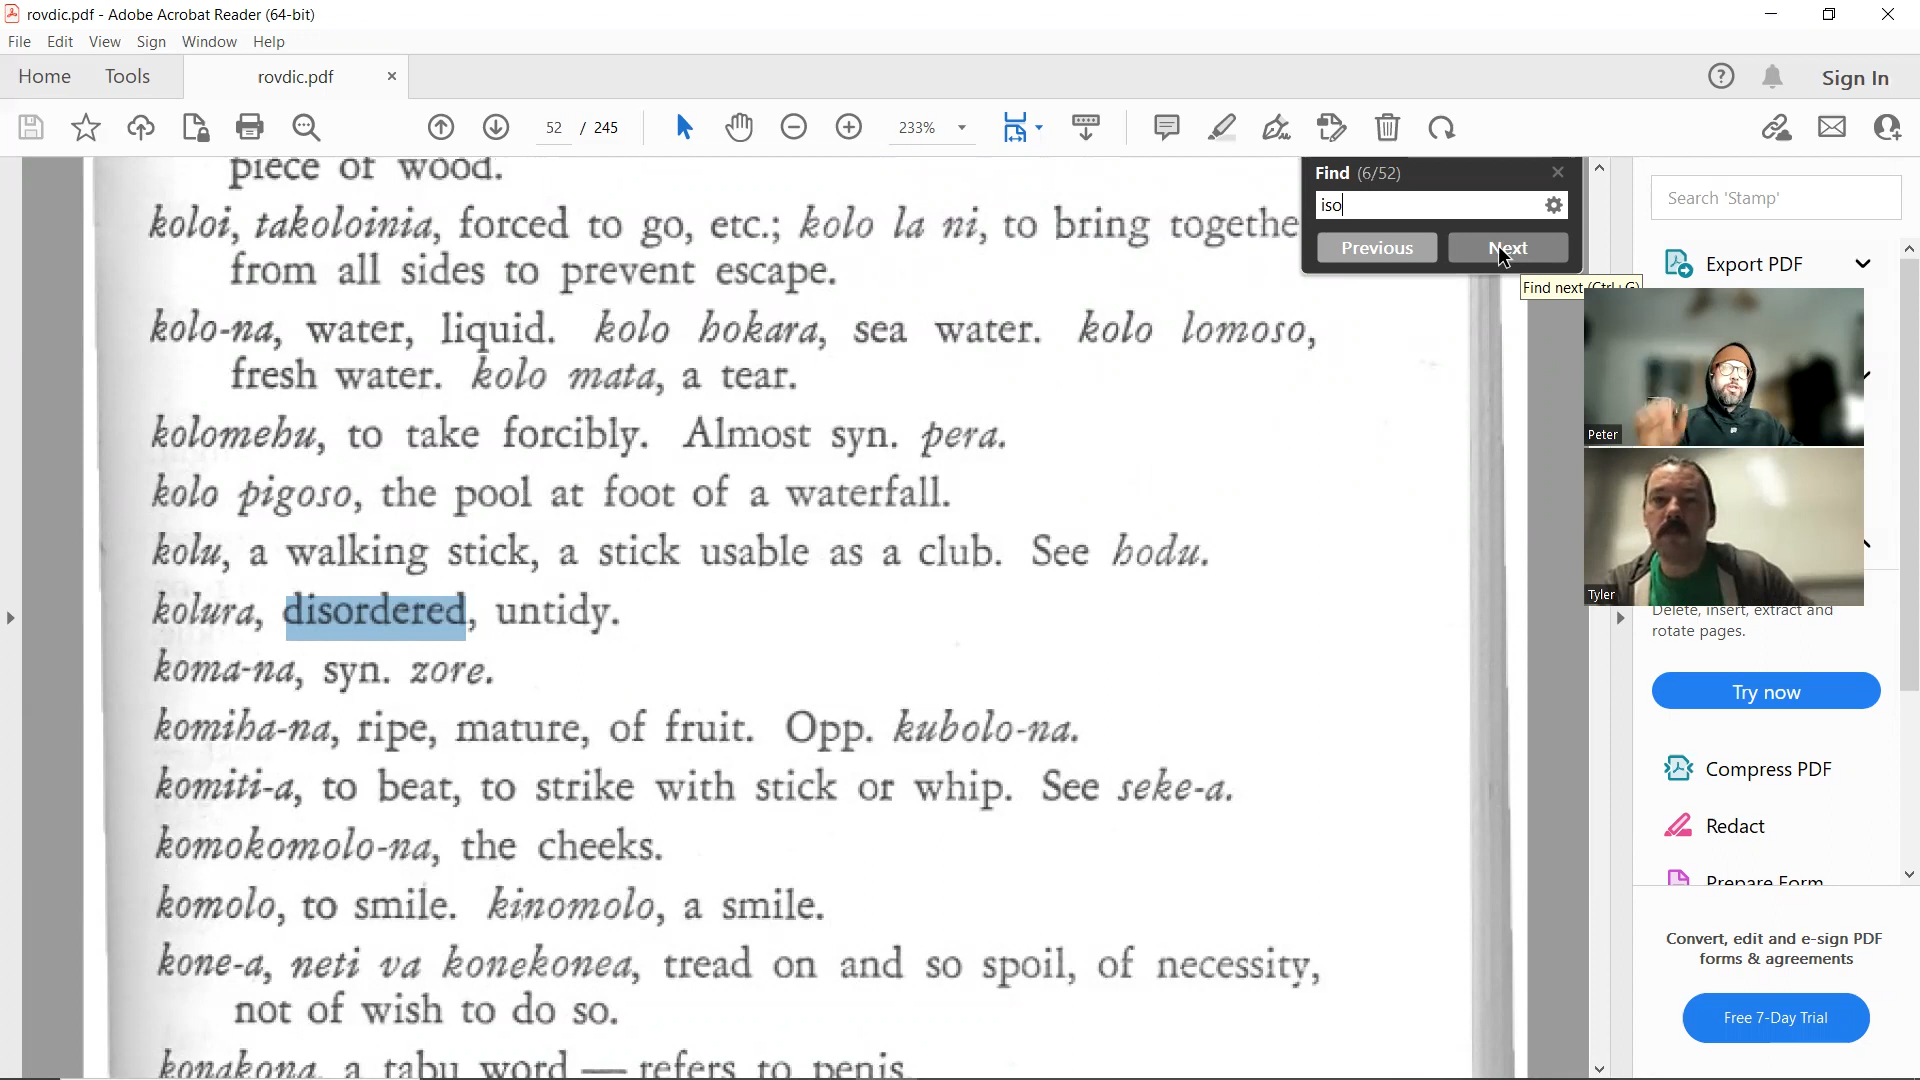 rovdic.pdf - Adobe Acrobat Reader (64-bit)
File Edit View Sign Window Help
Home Tools rovdic.pdf × Sign In
52 / 245 233%
piece of wood.
koloi, takoloinia, forced to go, etc.; kolo la ni, to bring togethe
from all sides to prevent escape.
kolo-na, water, liquid. kolo hokara, sea water. kolo lomoso,
fresh water. kolo mata, a tear.
kolomehu, to take forcibly. Almost syn. pera.
kolo pigoso, the pool at foot of a waterfall.
kolu, a walking stick, a stick usable as a club. See hodu.
kolura, disordered, untidy.
koma-na, syn. zore.
komiha-na, ripe, mature, of fruit. Opp. kubolo-na.
komiti-a, to beat, to strike with stick or whip. See seke-a.
komokomolo-na, the cheeks.
komolo, to smile. kinomolo, a smile.
kone-a, neti va konekonea, tread on and so spoil, of necessity,
not of wish to do so.
konakona, a tabu word — refers to penis.
Find (6/52)
iso
Previous Next
Find next (Ctrl+G)
Search 'Stamp'
Export PDF
Peter
Tyler
Delete, insert, extract and
rotate pages.
Try now
Compress PDF
Redact
Prepare Form
Convert, edit and e-sign PDF
forms & agreements
Free 7-Day Trial